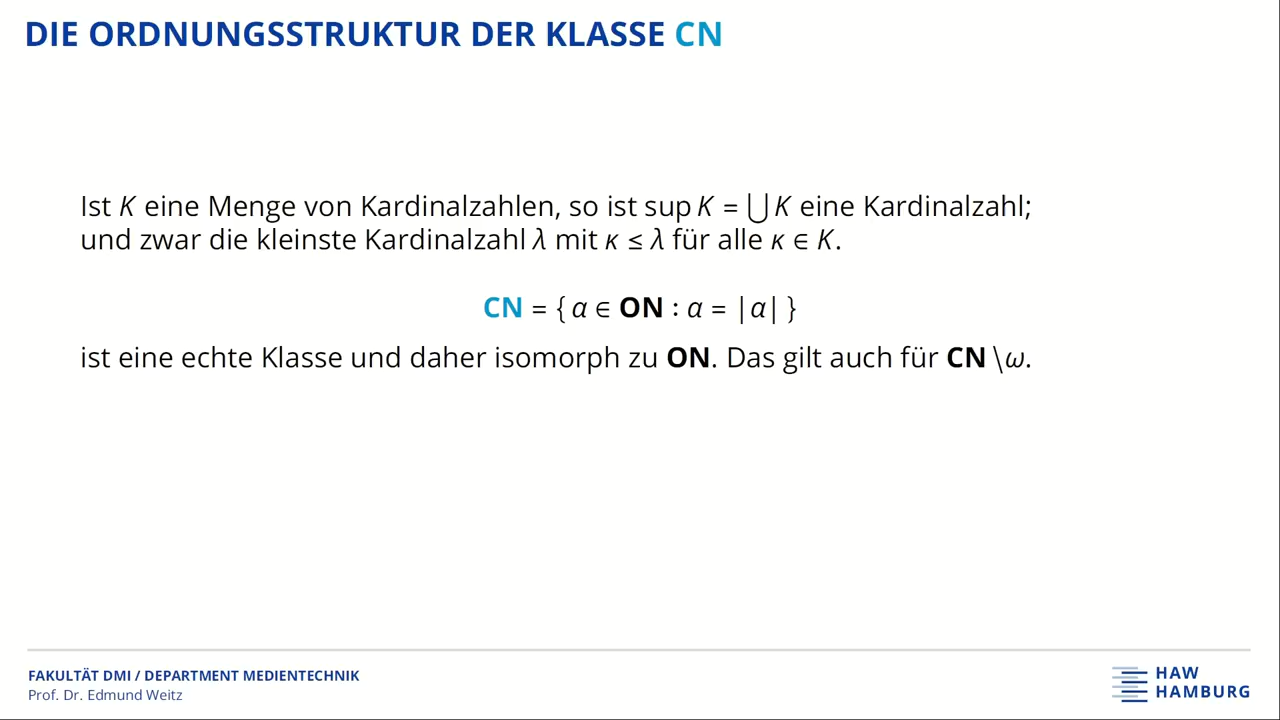 DIE ORDNUNGSSTRUKTUR DER KLASSE CN
Ist K eine Menge von Kardinalzahlen, so ist sup K = ⋃ K eine Kardinalzahl;
und zwar die kleinste Kardinalzahl λ mit κ ≤ λ für alle κ ∈ K.
CN = { α ∈ ON : α = |α| }
ist eine echte Klasse und daher isomorph zu ON. Das gilt auch für CN \ ω.
FAKULTÄT DMI / DEPARTMENT MEDIENTECHNIK
Prof. Dr. Edmund Weitz
HAW
HAMBURG